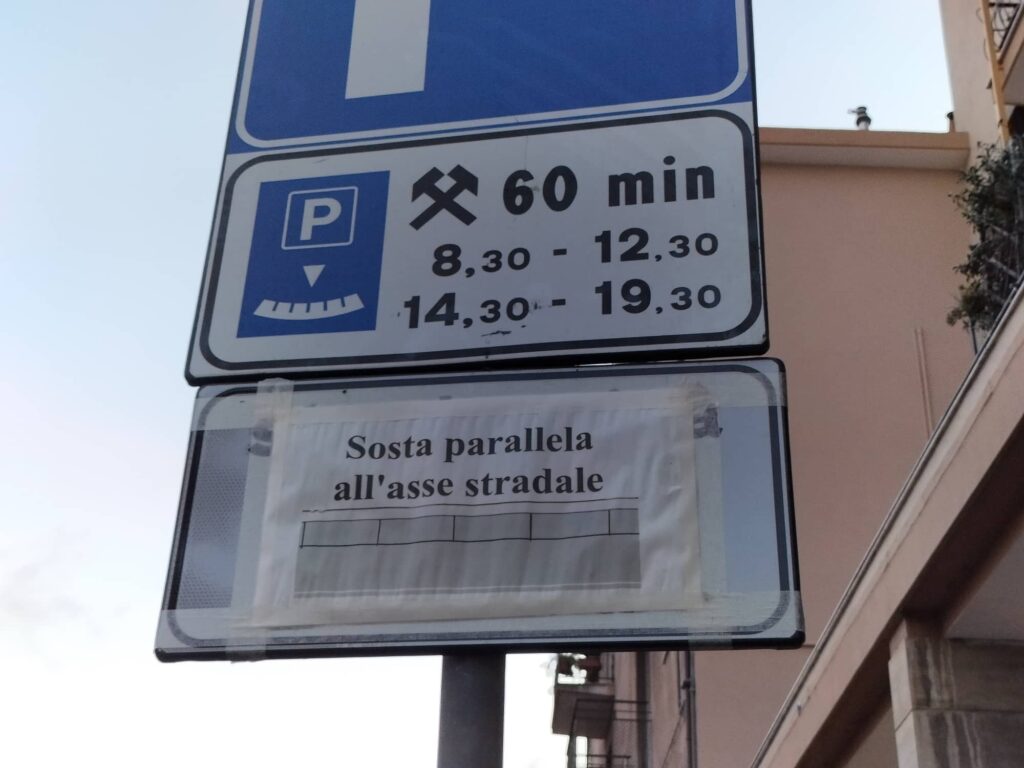 P
60 min
8,30 - 12,30
14,30 - 19,30
Sosta parallela
all'asse stradale